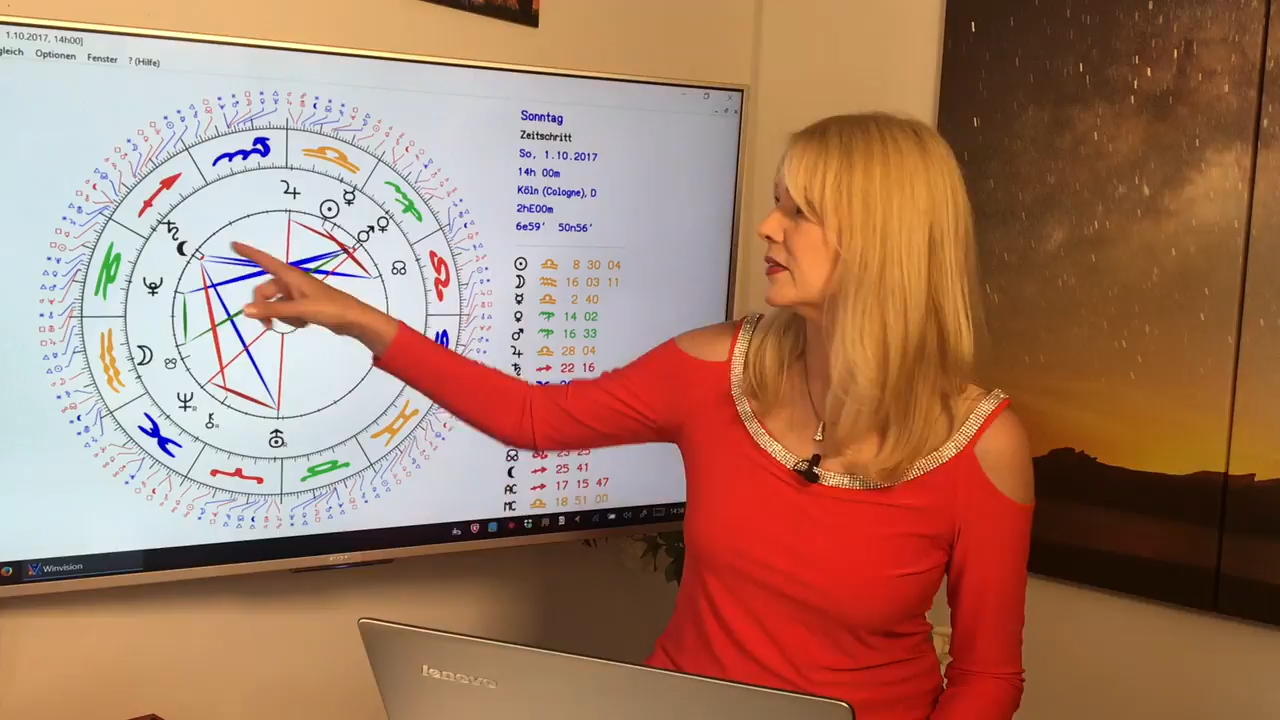 1.10.2017, 14h00]
gleich Optionen Fenster ? (Hilfe)
Sonntag
Zeitschritt
So, 1.10.2017
14h 00m
Köln (Cologne), D
2hE00m
6e59' 50n56'
☉ ♎ 8 30 04
☽ ♒ 16 03 11
☿ ♎ 2 40
♀ ♍ 14 02
♂ ♍ 16 33
♃ ♎ 28 04
♄ ➝ 22 16
25 41
AC ➝ 17 15 47
MC ♎ 18 51 00
Winvision
lenovo